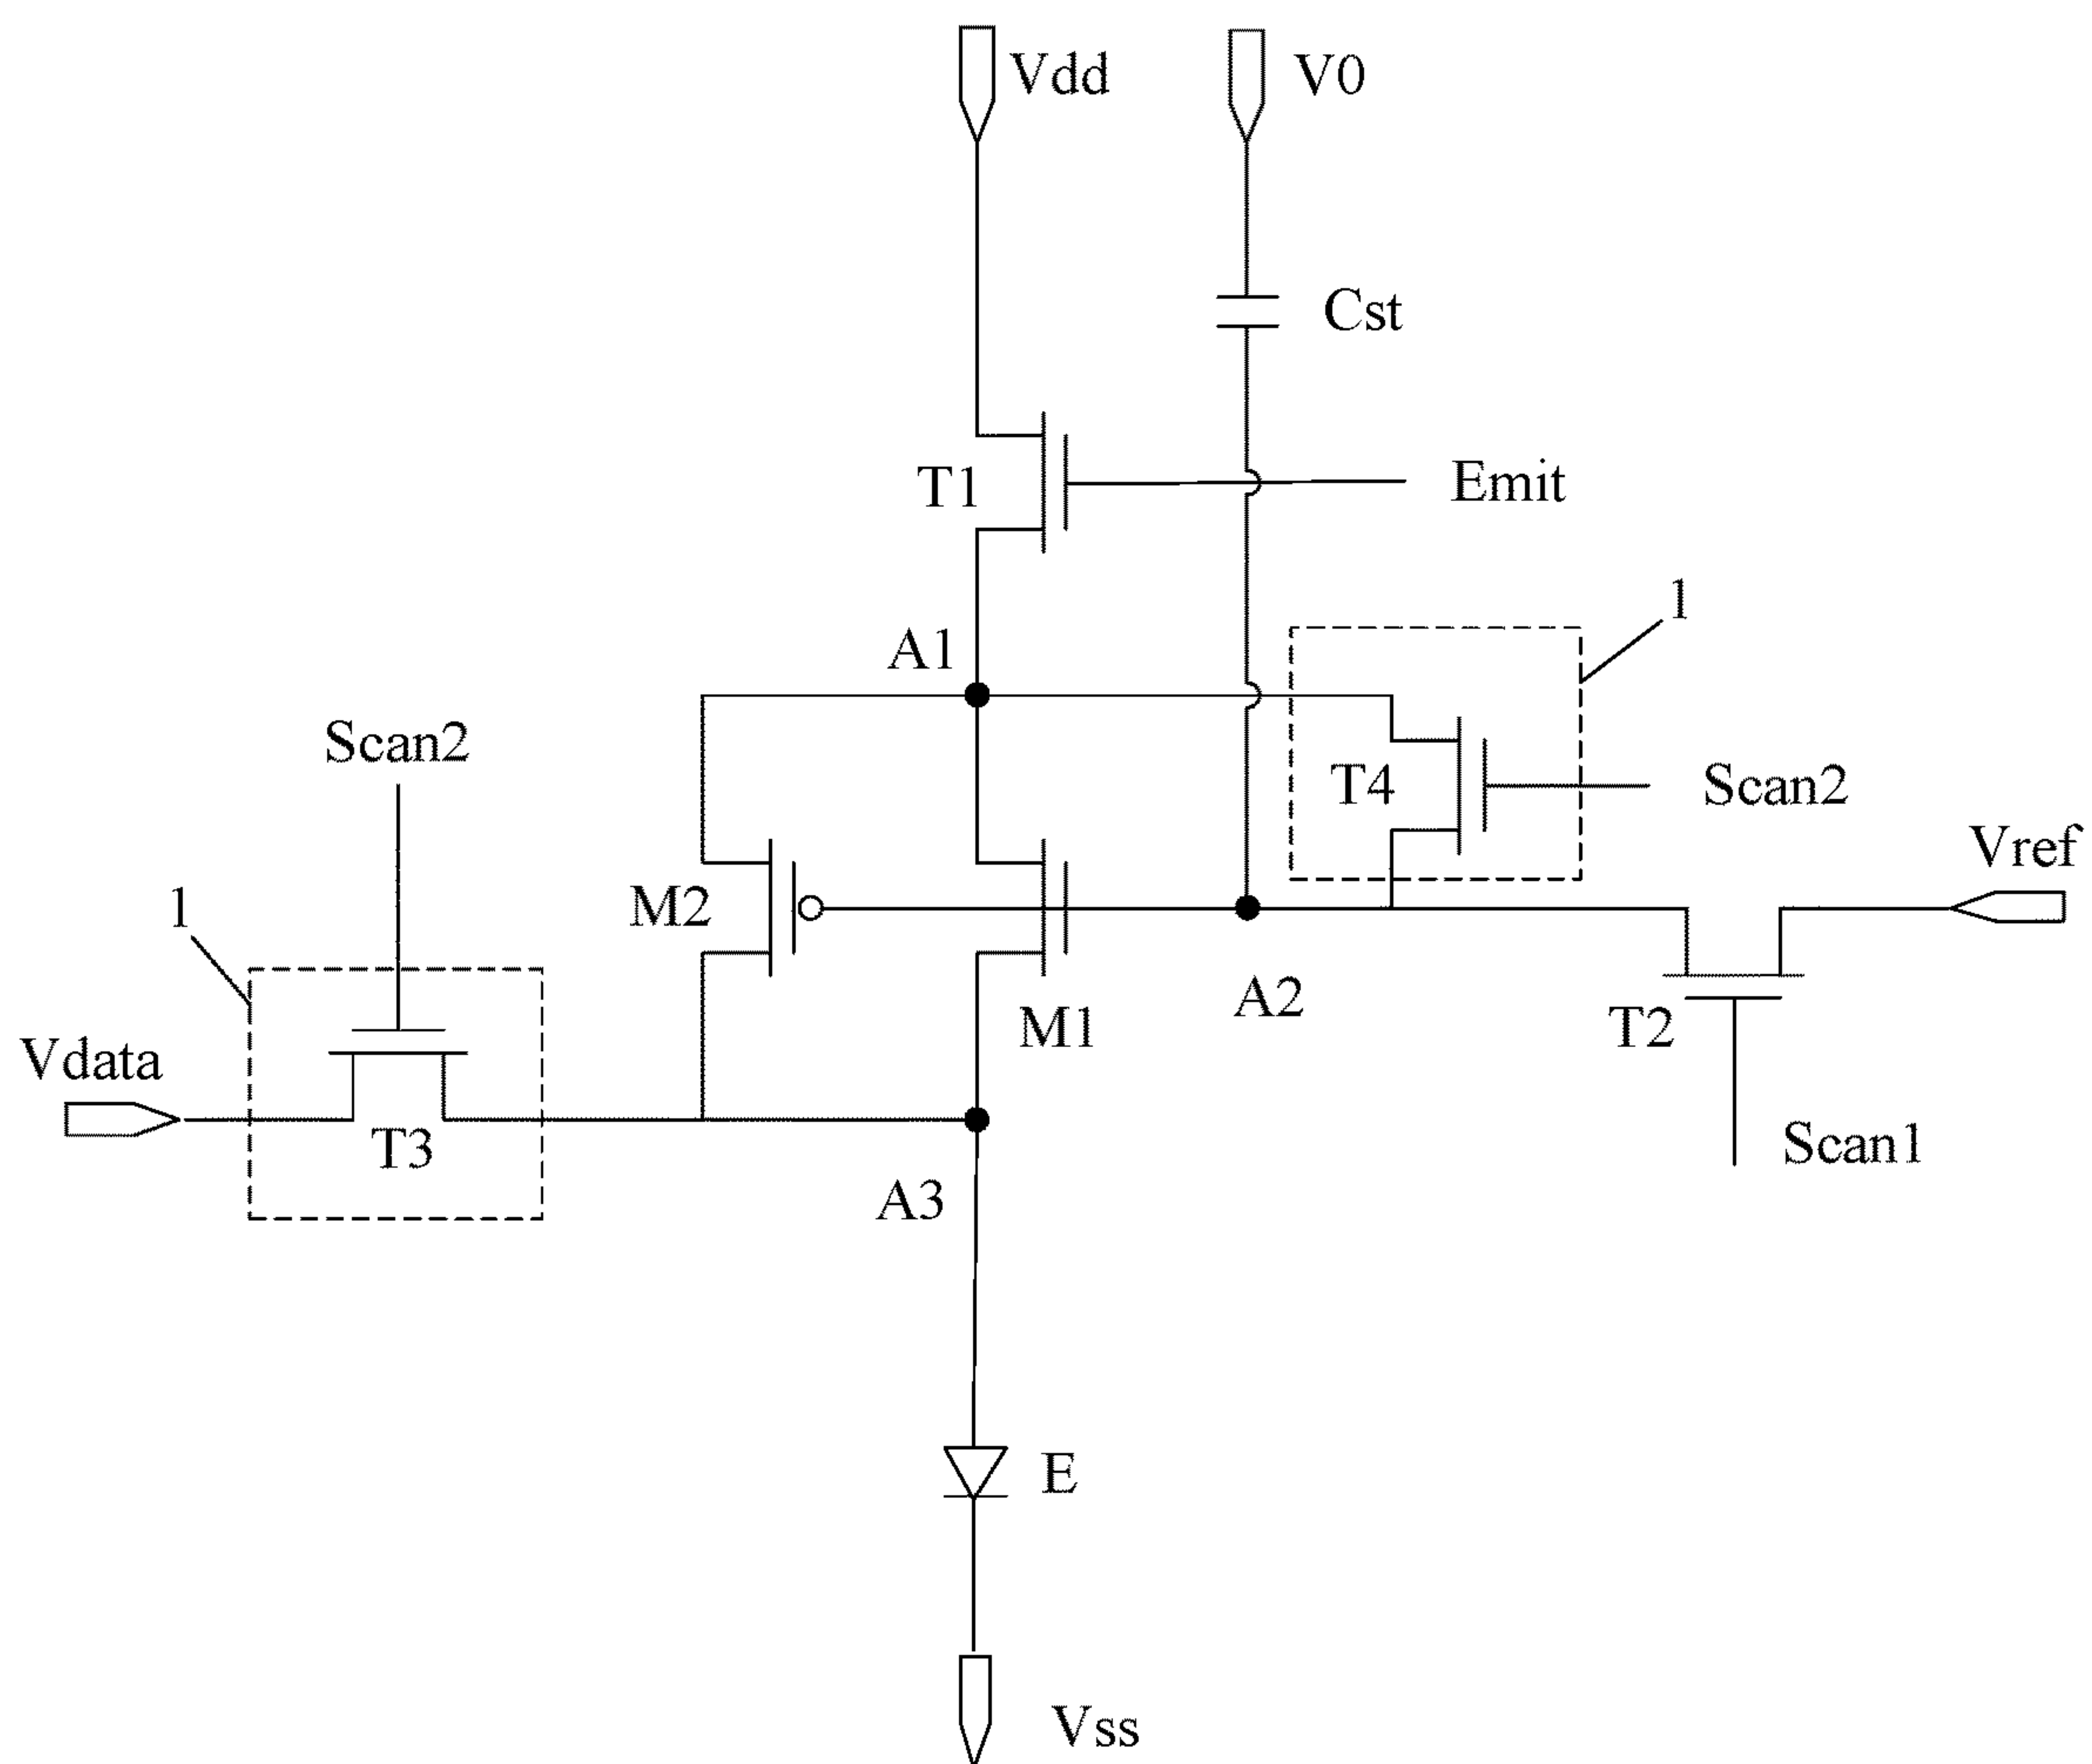 Vdd
V0
Cst
T1
Emit
1
A1
Scan2
T4
Scan2
Vref
M2
1
A2
M1
T2
Vdata
T3
Scan1
A3
E
Vss